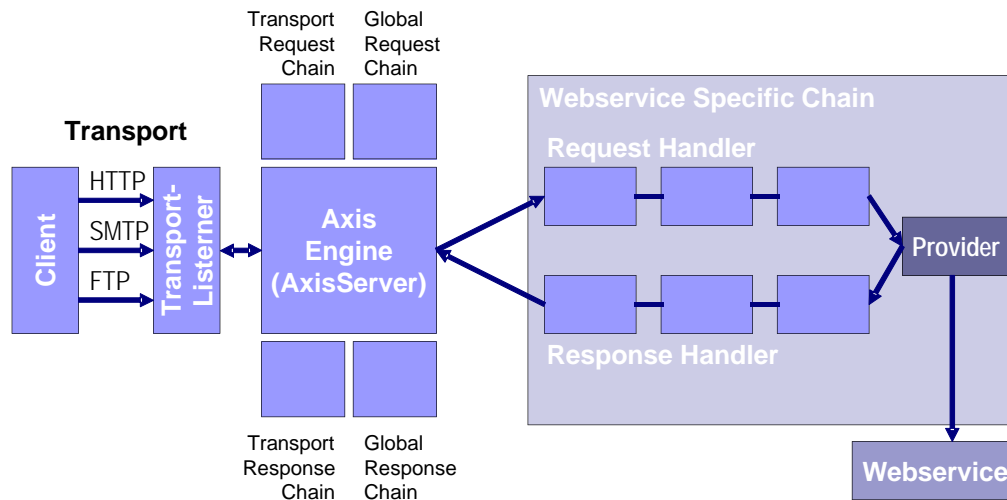 Transport
Request
Chain
Global
Request
Chain
Webservice Specific Chain
Transport
Request Handler
HTTP
SMTP
FTP
Client
Transport-
Listerner
Axis
Engine
(AxisServer)
Provider
Response Handler
Transport
Response
Chain
Global
Response
Chain
Webservice